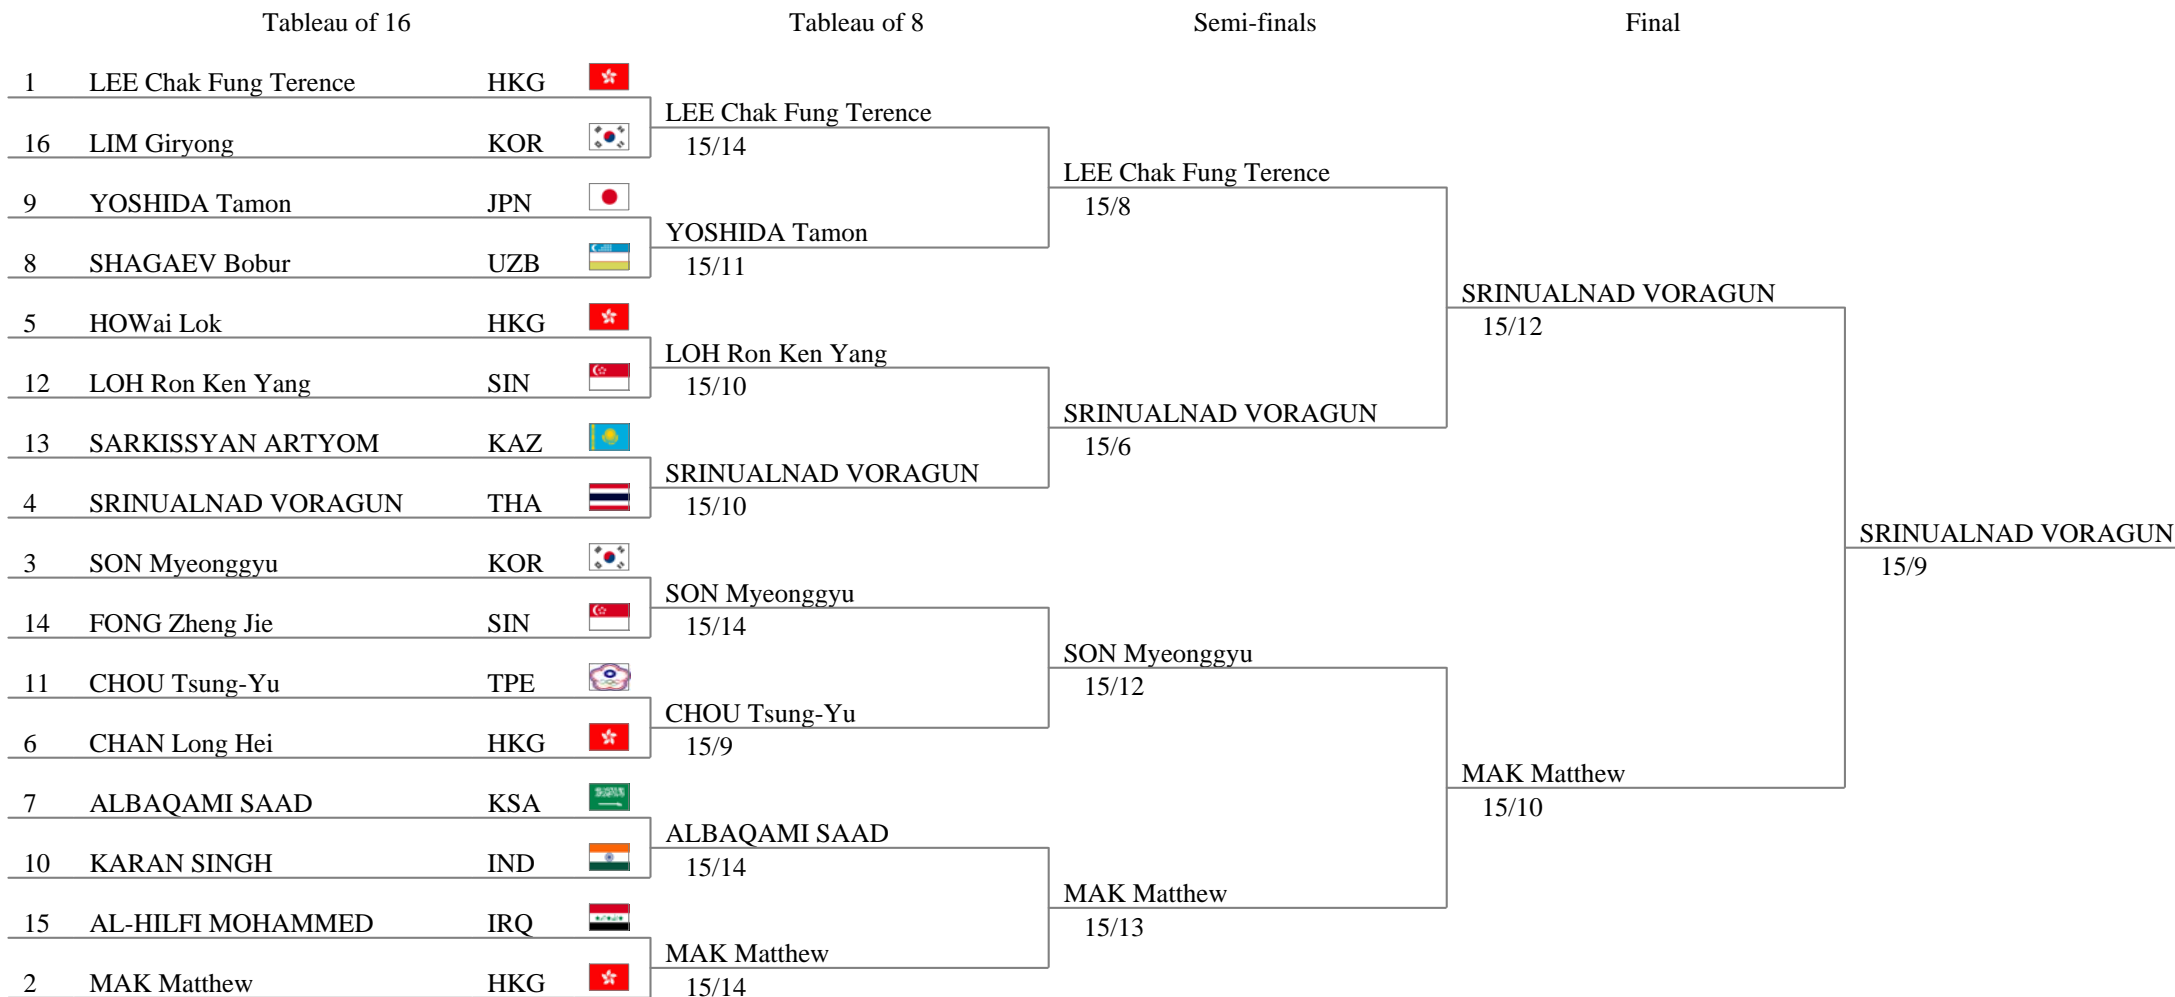 Tableau of 16 Tableau of 8 Semi-finals Final
1 LEE Chak Fung Terence HKG
LEE Chak Fung Terence
16 LIM Giryong KOR 15/14
LEE Chak Fung Terence
9 YOSHIDA Tamon JPN 15/8
YOSHIDA Tamon
8 SHAGAEV Bobur UZB 15/11
SRINUALNAD VORAGUN
5 HOWai Lok HKG 15/12
LOH Ron Ken Yang
12 LOH Ron Ken Yang SIN 15/10
SRINUALNAD VORAGUN
13 SARKISSYAN ARTYOM KAZ 15/6
SRINUALNAD VORAGUN
4 SRINUALNAD VORAGUN THA 15/10
SRINUALNAD VORAGUN
3 SON Myeonggyu KOR 15/9
SON Myeonggyu
14 FONG Zheng Jie SIN 15/14
SON Myeonggyu
11 CHOU Tsung-Yu TPE 15/12
CHOU Tsung-Yu
6 CHAN Long Hei HKG 15/9
MAK Matthew
7 ALBAQAMI SAAD KSA 15/10
ALBAQAMI SAAD
10 KARAN SINGH IND 15/14
MAK Matthew
15 AL-HILFI MOHAMMED IRQ 15/13
MAK Matthew
2 MAK Matthew HKG 15/14